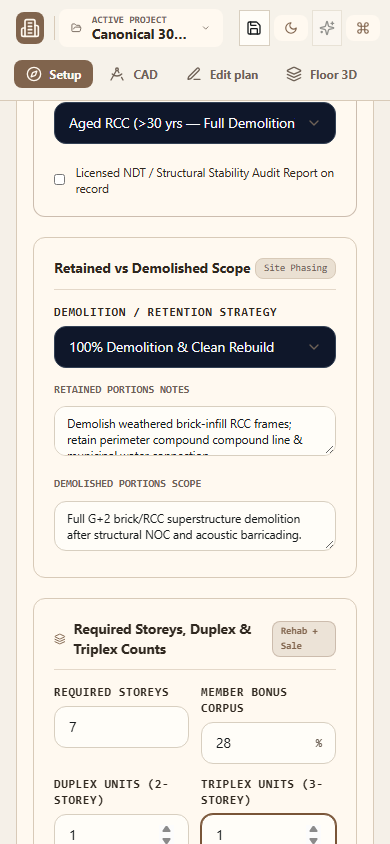 ACTIVE PROJECT
Canonical 30...
Setup
CAD
Edit plan
Floor 3D
Aged RCC (>30 yrs — Full Demolition
Licensed NDT / Structural Stability Audit Report on
record
Retained vs Demolished Scope
Site Phasing
DEMOLITION / RETENTION STRATEGY
100% Demolition & Clean Rebuild
RETAINED PORTIONS NOTES
Demolish weathered brick-infill RCC frames;
retain perimeter compound compound line &
municipal water connection
DEMOLISHED PORTIONS SCOPE
Full G+2 brick/RCC superstructure demolition
after structural NOC and acoustic barricading.
Required Storeys, Duplex &
Triplex Counts
Rehab +
Sale
REQUIRED STOREYS
7
MEMBER BONUS
CORPUS
28 %
DUPLEX UNITS (2-
STOREY)
1
TRIPLEX UNITS (3-
STOREY)
1